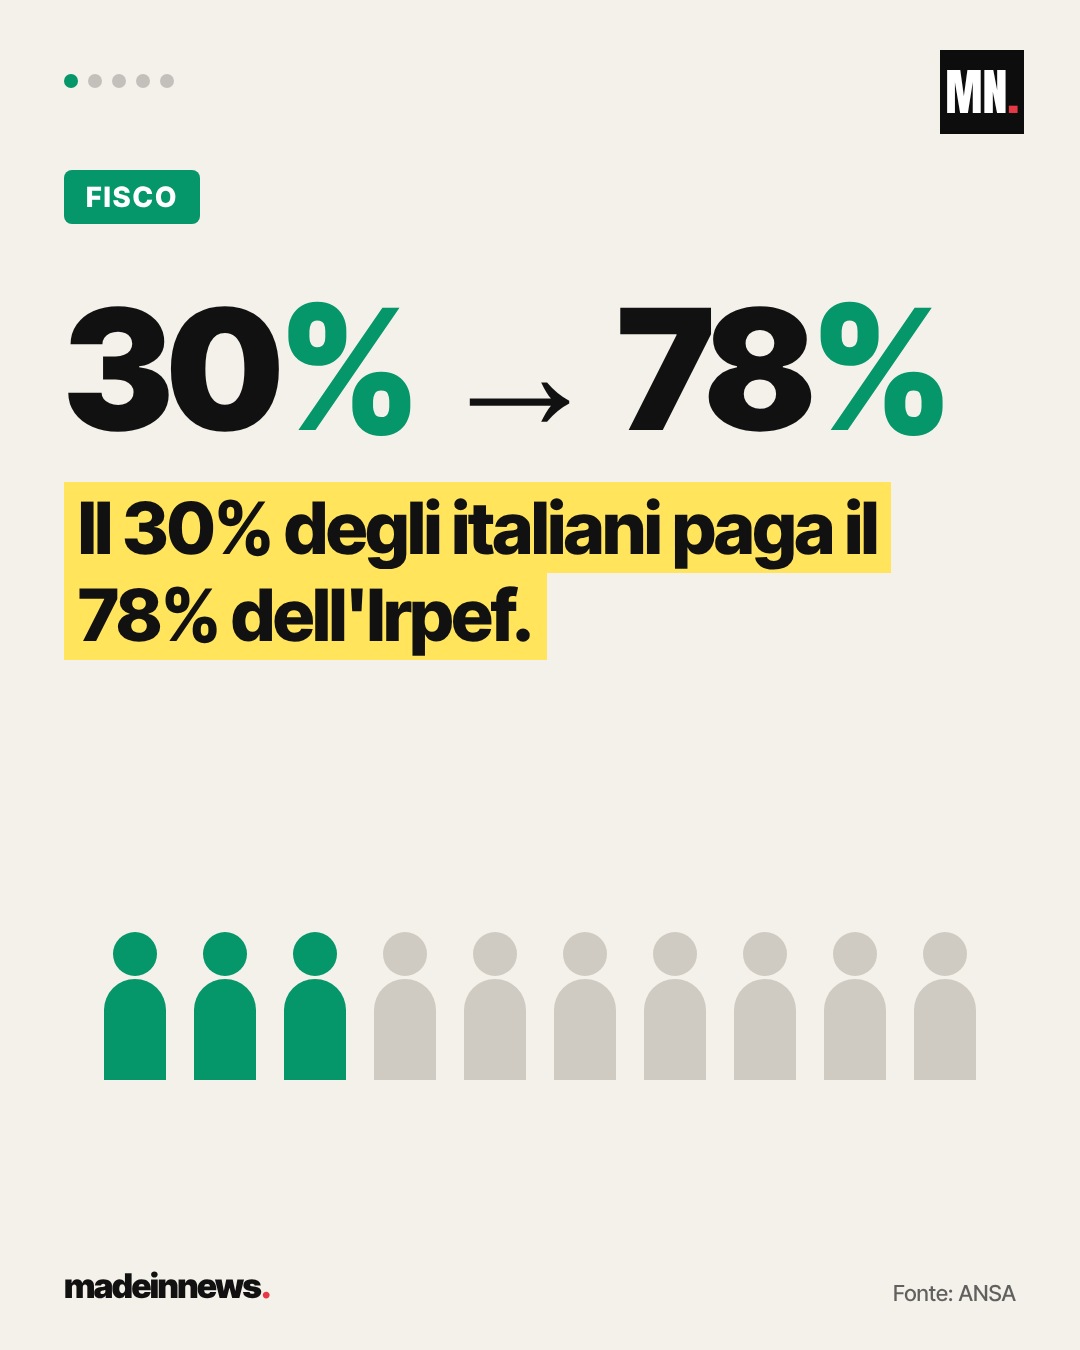 MN.
FISCO
30% → 78%
Il 30% degli italiani paga il
78% dell'Irpef.
madeinnews.
Fonte: ANSA